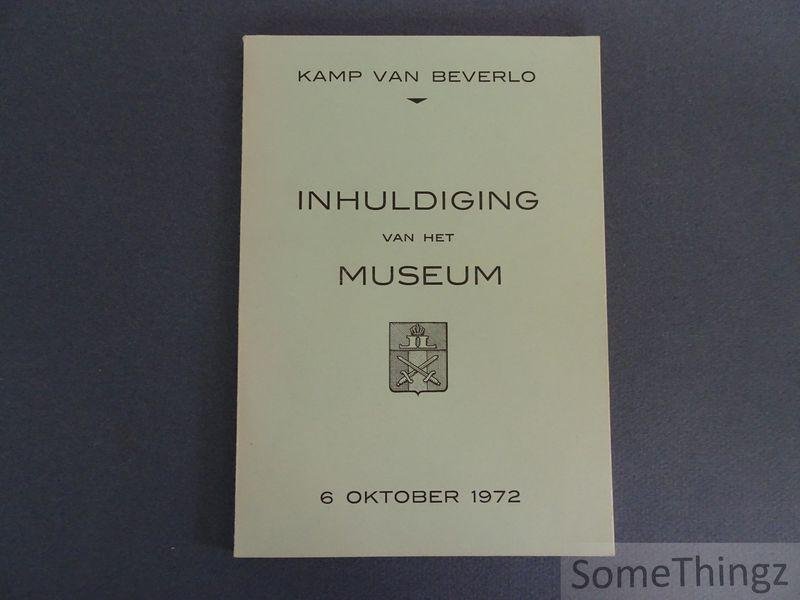 KAMP VAN BEVERLO
INHULDIGING
VAN HET
MUSEUM
6 OKTOBER 1972
SomeThingz